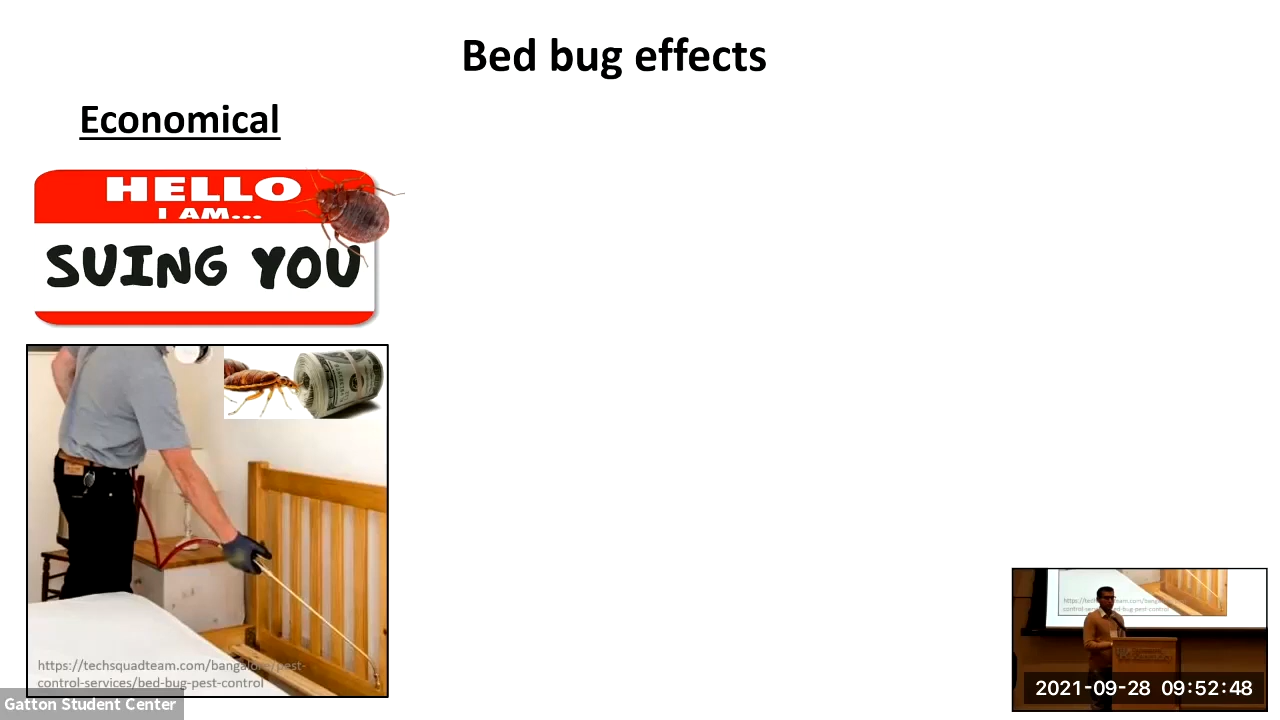 Bed bug effects
Economical
HELLO
I AM...
SUING YOU
https://techsquadteam.com/bangalore/pest-
control-services/bed-bug-pest-control
Gatton Student Center
2021-09-28 09:52:48